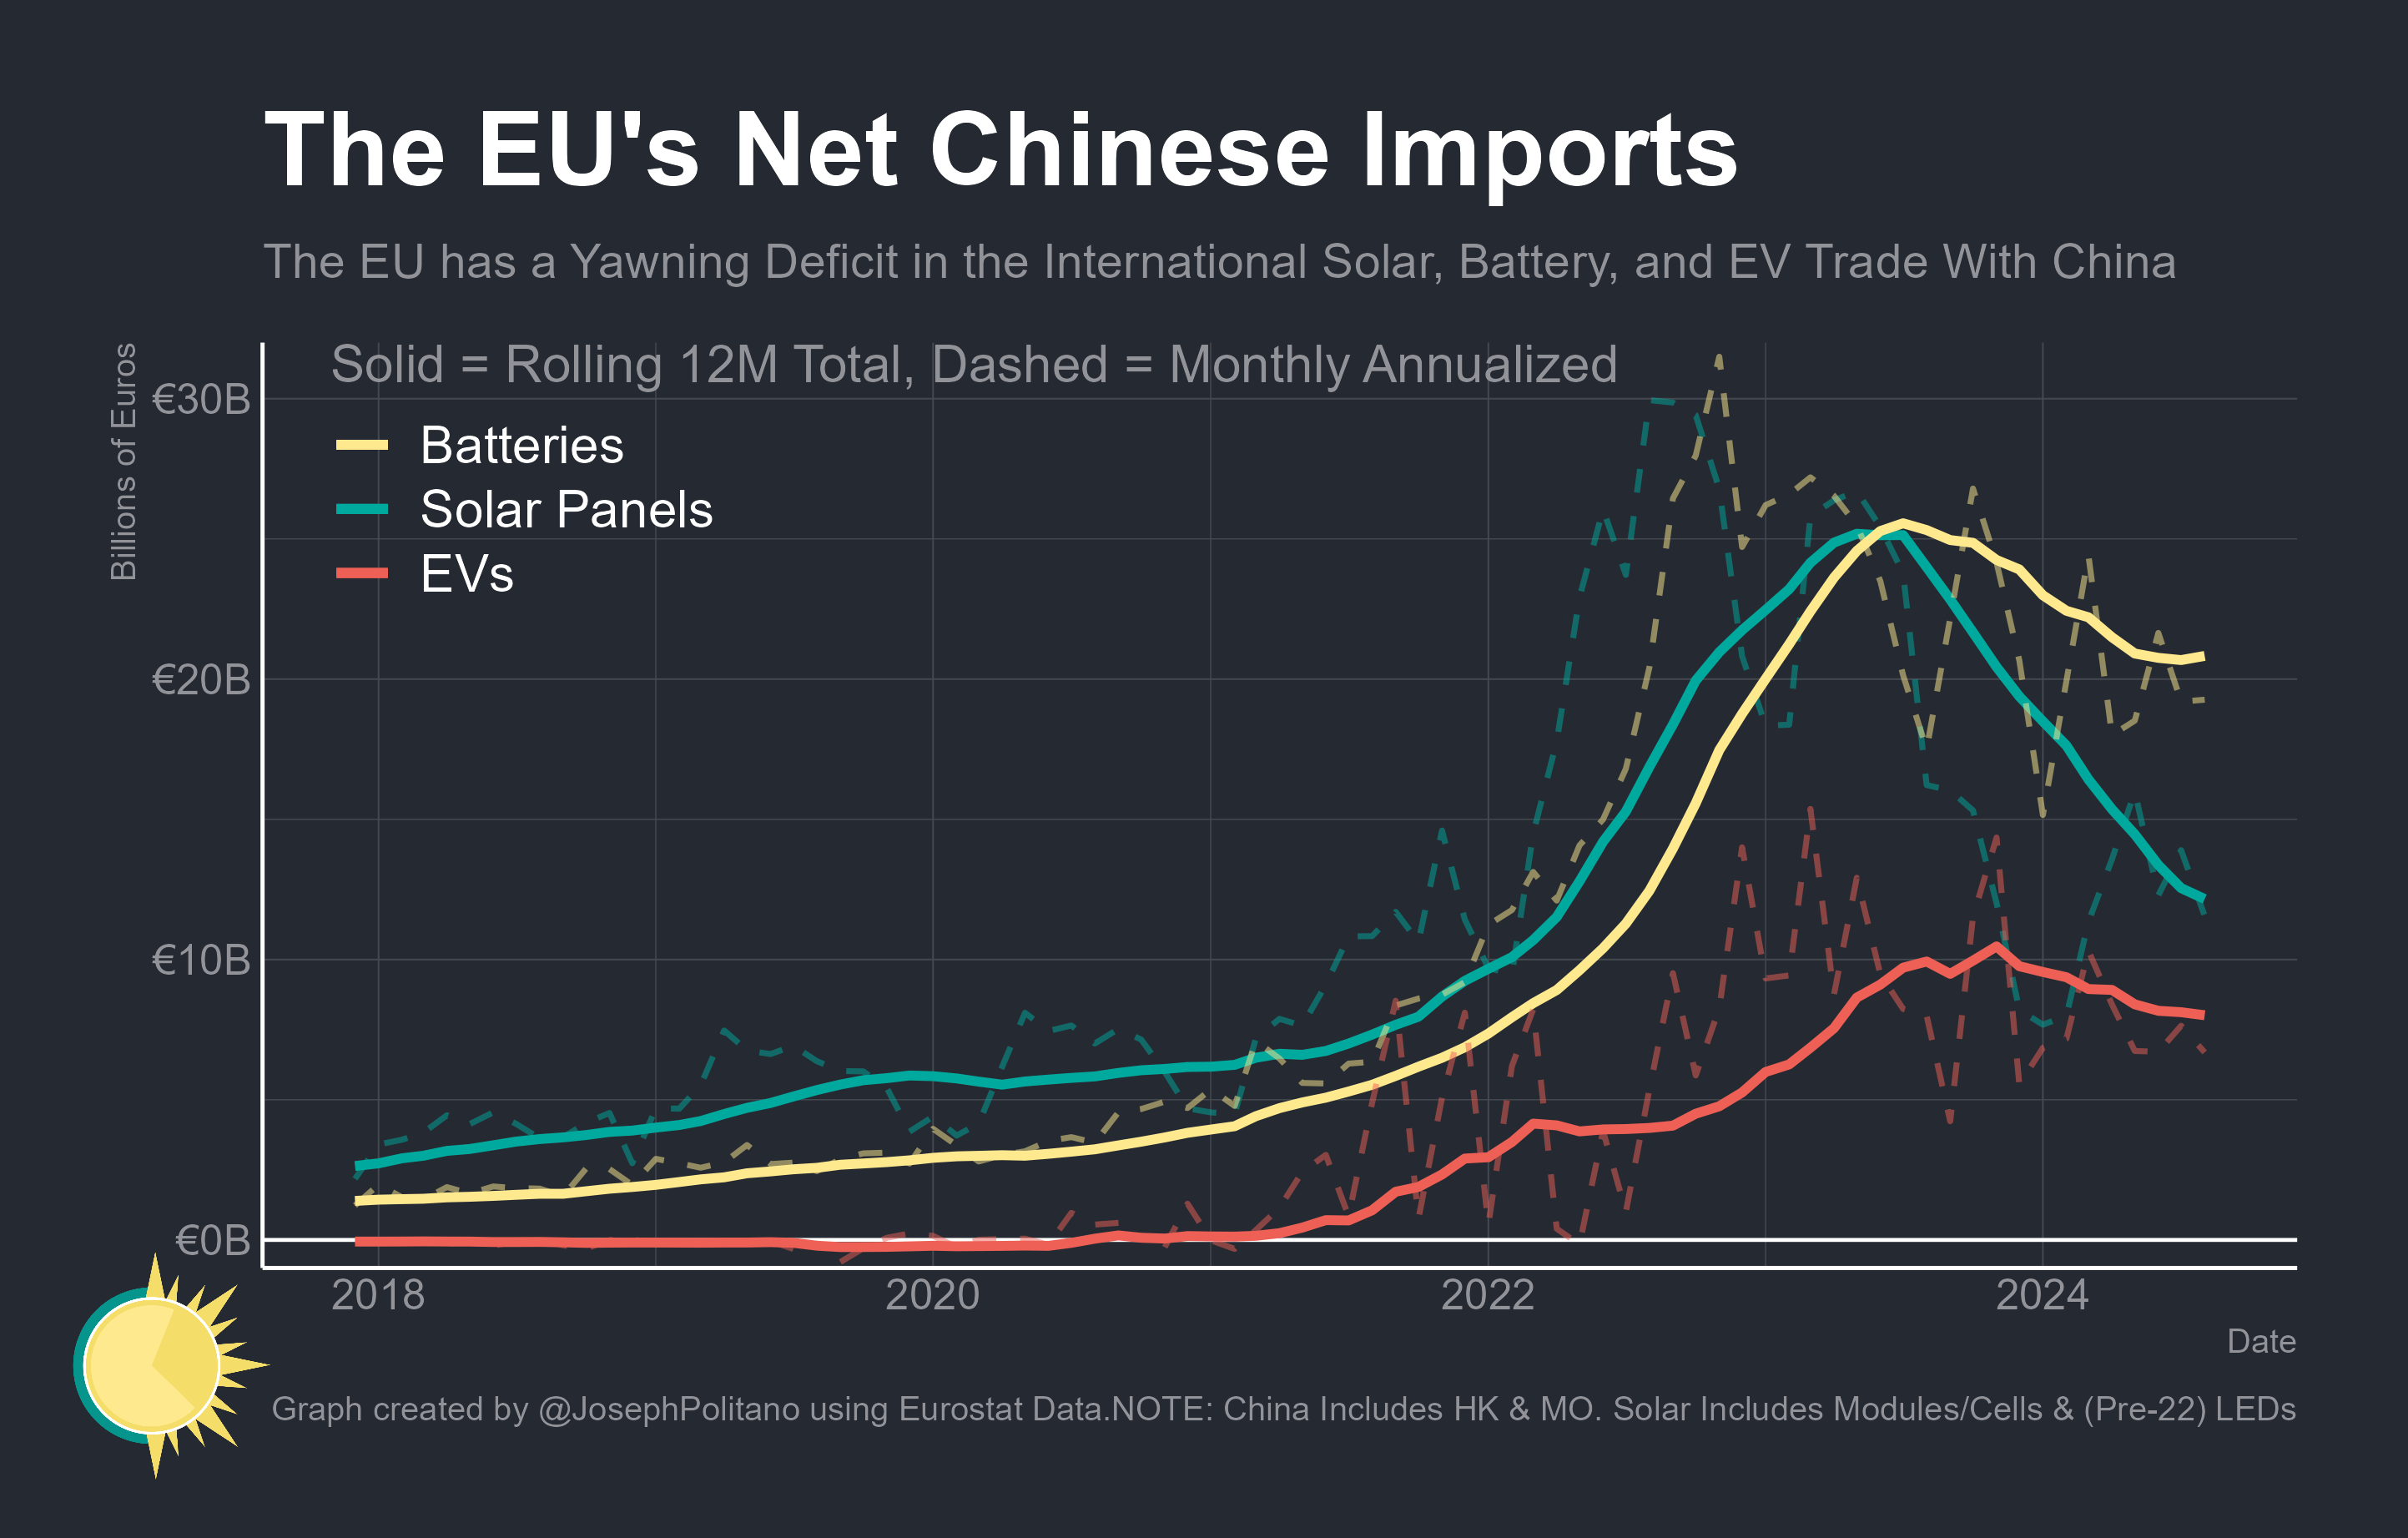 The EU's Net Chinese Imports
The EU has a Yawning Deficit in the International Solar, Battery, and EV Trade With China
Billions of Euros
Solid = Rolling 12M Total, Dashed = Monthly Annualized
Batteries
Solar Panels
EVs
€30B
€20B
€10B
€0B
2018 2020 2022 2024
Date
Graph created by @JosephPolitano using Eurostat Data.NOTE: China Includes HK & MO. Solar Includes Modules/Cells & (Pre-22) LEDs